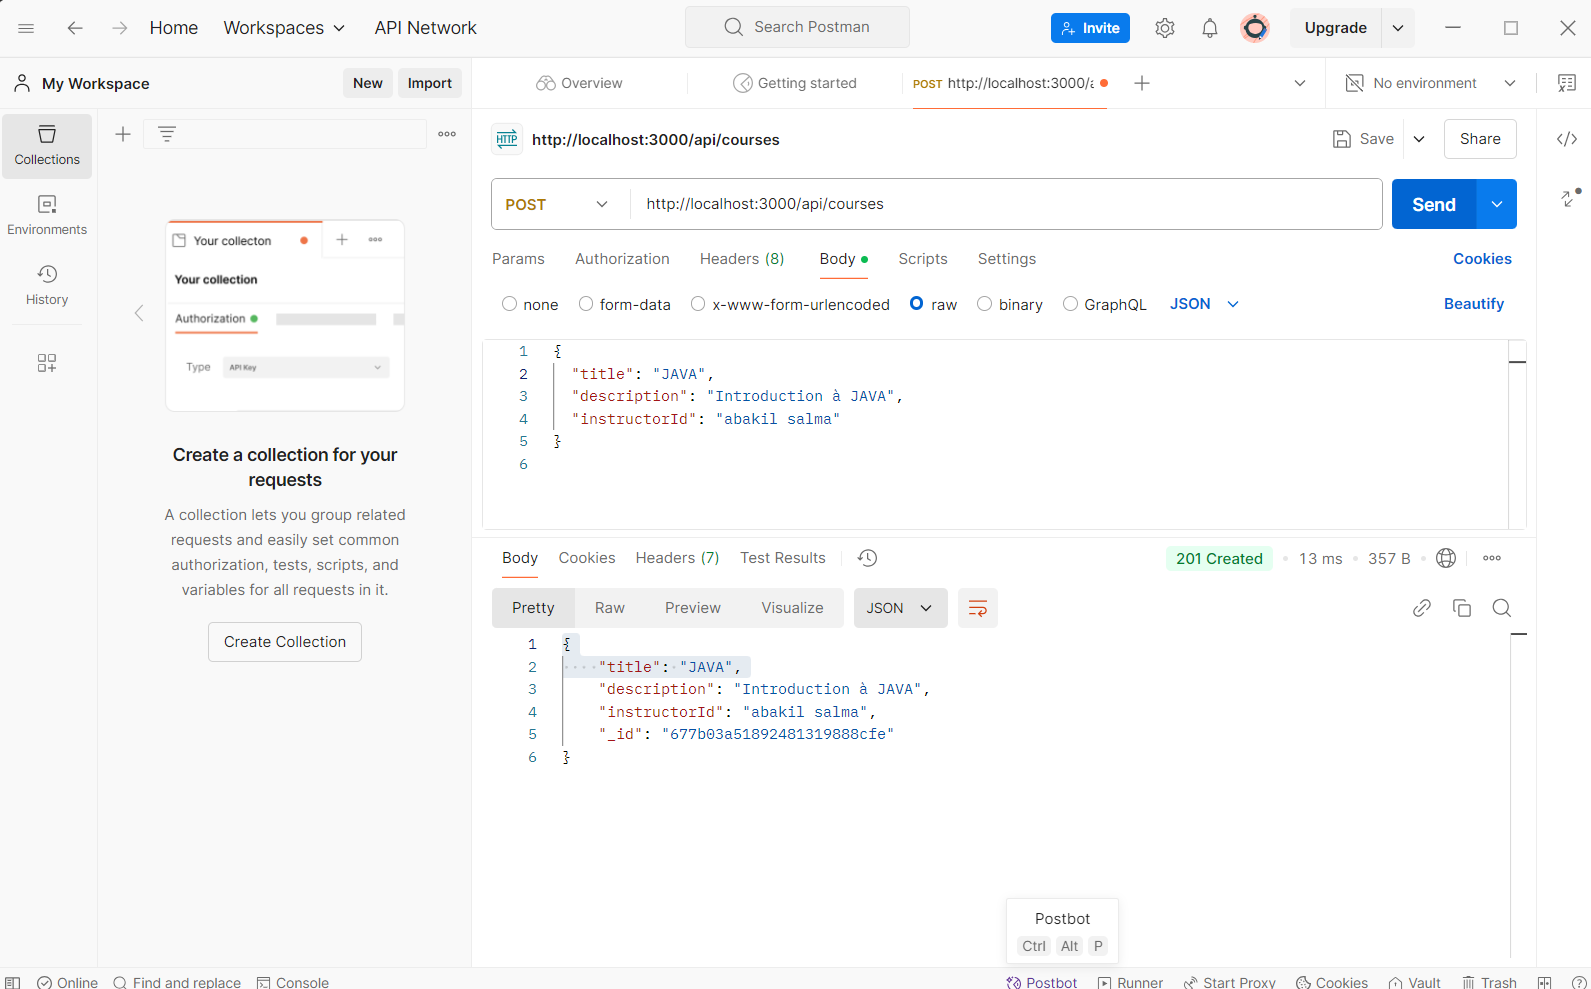 Home Workspaces API Network Search Postman Invite Upgrade
My Workspace New Import Overview Getting started POST http://localhost:3000/a No environment
Collections
Environments
History
Your collecton
Your collection
Authorization
Type API Key
Create a collection for your
requests
A collection lets you group related
requests and easily set common
authorization, tests, scripts, and
variables for all requests in it.
Create Collection
HTTP http://localhost:3000/api/courses Save Share
POST http://localhost:3000/api/courses Send
Params Authorization Headers (8) Body Scripts Settings Cookies
none form-data x-www-form-urlencoded raw binary GraphQL JSON Beautify
1 {
2 "title": "JAVA",
3 "description": "Introduction à JAVA",
4 "instructorId": "abakil salma"
5 }
6
Body Cookies Headers (7) Test Results 201 Created 13 ms 357 B
Pretty Raw Preview Visualize JSON
1 {
2 "title": "JAVA",
3 "description": "Introduction à JAVA",
4 "instructorId": "abakil salma",
5 "_id": "677b03a51892481319888cfe"
6 }
Postbot
Ctrl Alt P
Online Find and replace Console Postbot Runner Start Proxy Cookies Vault Trash